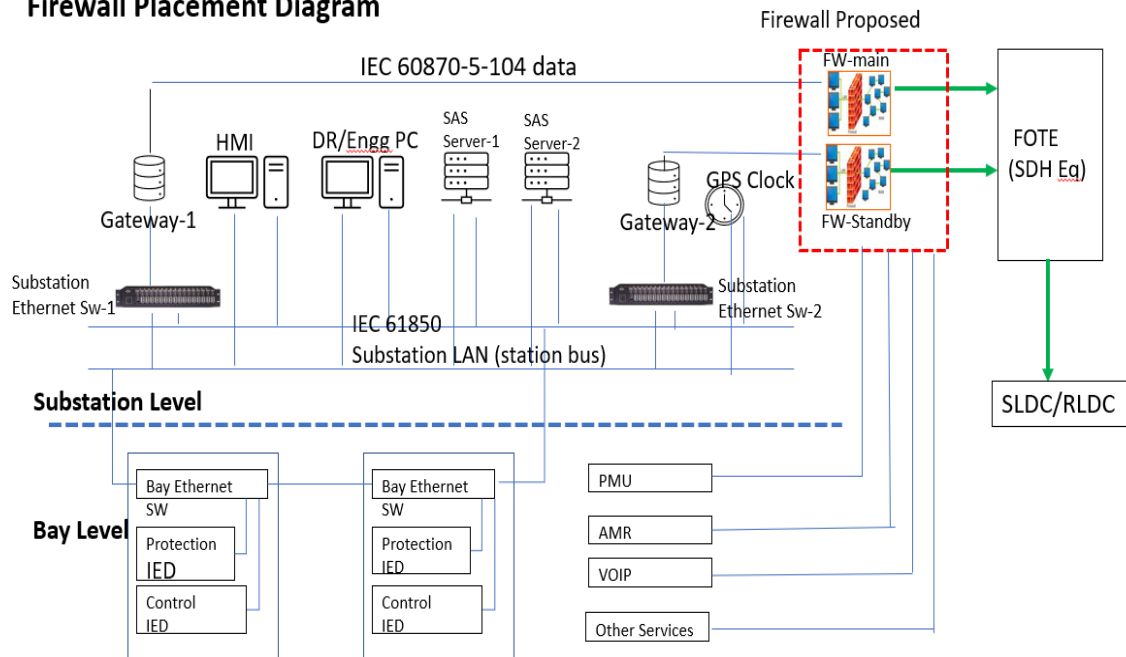 Firewall Placement Diagram
Firewall Proposed
IEC 60870-5-104 data
FW-main
HMI
DR/Engg PC
SAS
Server-1
SAS
Server-2
FOTE
(SDH Eq)
GPS Clock
Gateway-1
Gateway-2
FW-Standby
Substation
Ethernet Sw-1
Substation
Ethernet Sw-2
IEC 61850
Substation LAN (station bus)
Substation Level
SLDC/RLDC
Bay Level
Bay Ethernet
SW
Protection
IED
Control
IED
Bay Ethernet
SW
Protection
IED
Control
IED
PMU
AMR
VOIP
Other Services